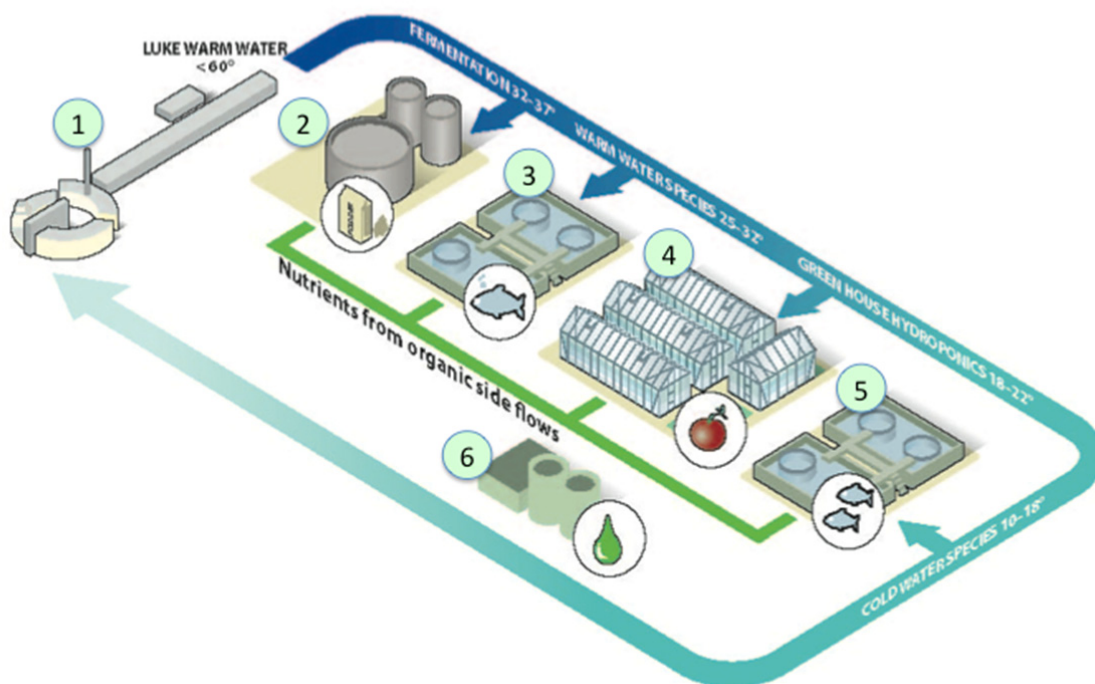 LUKE WARM WATER
<60°
FERMENTATION 32-37°
WARM WATER SPECIES 25-32°
GREEN HOUSE HYDROPONICS 18-22°
COLD WATER SPECIES 10-18°
Nutrients from organic side flows
1
2
3
4
5
6